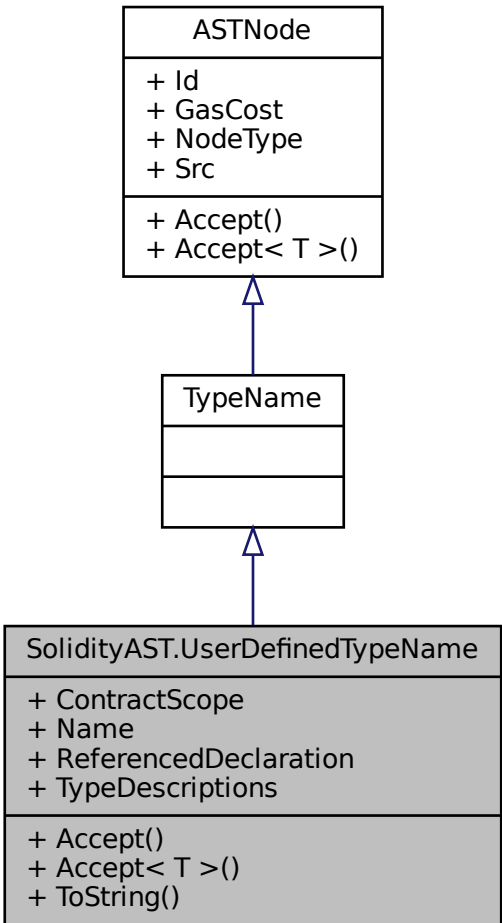 ASTNode
+ Id
+ GasCost
+ NodeType
+ Src
+ Accept()
+ Accept< T >()
TypeName
SolidityAST.UserDefinedTypeName
+ ContractScope
+ Name
+ ReferencedDeclaration
+ TypeDescriptions
+ Accept()
+ Accept< T >()
+ ToString()